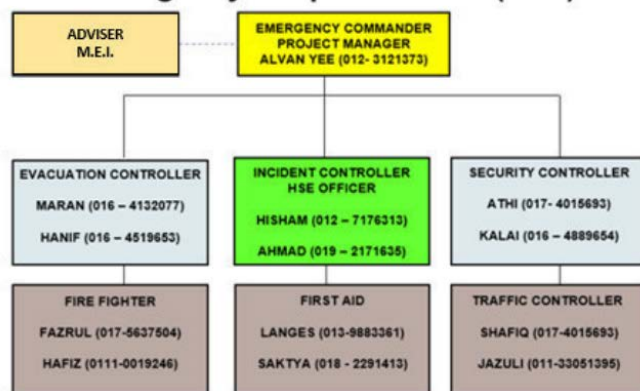 ADVISER
M.E.I.
EMERGENCY COMMANDER
PROJECT MANAGER
ALVAN YEE (012- 3121373)
EVACUATION CONTROLLER
MARAN (016 – 4132077)
HANIF (016 – 4519653)
INCIDENT CONTROLLER
HSE OFFICER
HISHAM (012 – 7176313)
AHMAD (019 – 2171635)
SECURITY CONTROLLER
ATHI (017- 4015693)
KALAI (016 – 4889654)
FIRE FIGHTER
FAZRUL (017-5637504)
HAFIZ (0111-0019246)
FIRST AID
LANGES (013-9883361)
SAKTYA (018 - 2291413)
TRAFFIC CONTROLLER
SHAFIQ (017-4015693)
JAZULI (011-33051395)